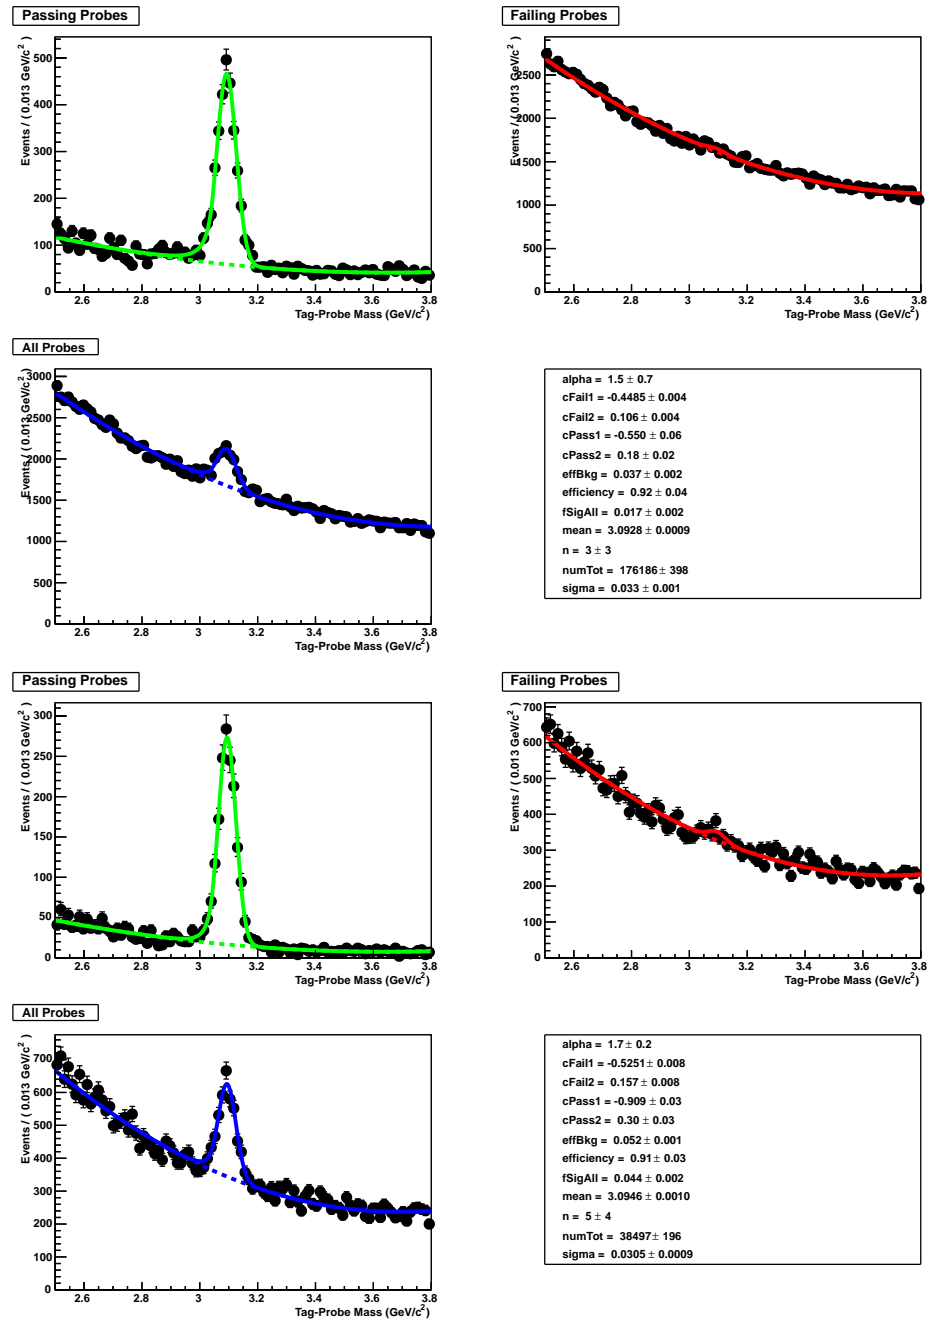 Passing Probes
Failing Probes
Events / ( 0.013 GeV/c2 )
500
400
300
200
100
0
2.6 2.8 3 3.2 3.4 3.6 3.8
Tag-Probe Mass (GeV/c2)
Events / ( 0.013 GeV/c2 )
2500
2000
1500
1000
500
0
2.6 2.8 3 3.2 3.4 3.6 3.8
Tag-Probe Mass (GeV/c2)
All Probes
Events / ( 0.013 GeV/c2 )
3000
2500
2000
1500
1000
500
0
2.6 2.8 3 3.2 3.4 3.6 3.8
Tag-Probe Mass (GeV/c2)
alpha = 1.5 ± 0.7
cFail1 = -0.4485 ± 0.004
cFail2 = 0.106 ± 0.004
cPass1 = -0.550 ± 0.06
cPass2 = 0.18 ± 0.02
effBkg = 0.037 ± 0.002
efficiency = 0.92 ± 0.04
fSigAll = 0.017 ± 0.002
mean = 3.0928 ± 0.0009
n = 3 ± 3
numTot = 176186 ± 398
sigma = 0.033 ± 0.001
Passing Probes
Failing Probes
Events / ( 0.013 GeV/c2 )
300
250
200
150
100
50
0
2.6 2.8 3 3.2 3.4 3.6 3.8
Tag-Probe Mass (GeV/c2)
Events / ( 0.013 GeV/c2 )
700
600
500
400
300
200
100
0
2.6 2.8 3 3.2 3.4 3.6 3.8
Tag-Probe Mass (GeV/c2)
All Probes
Events / ( 0.013 GeV/c2 )
700
600
500
400
300
200
100
0
2.6 2.8 3 3.2 3.4 3.6 3.8
Tag-Probe Mass (GeV/c2)
alpha = 1.7 ± 0.2
cFail1 = -0.5251 ± 0.008
cFail2 = 0.157 ± 0.008
cPass1 = -0.909 ± 0.03
cPass2 = 0.30 ± 0.03
effBkg = 0.052 ± 0.001
efficiency = 0.91 ± 0.03
fSigAll = 0.044 ± 0.002
mean = 3.0946 ± 0.0010
n = 5 ± 4
numTot = 38497 ± 196
sigma = 0.0305 ± 0.0009